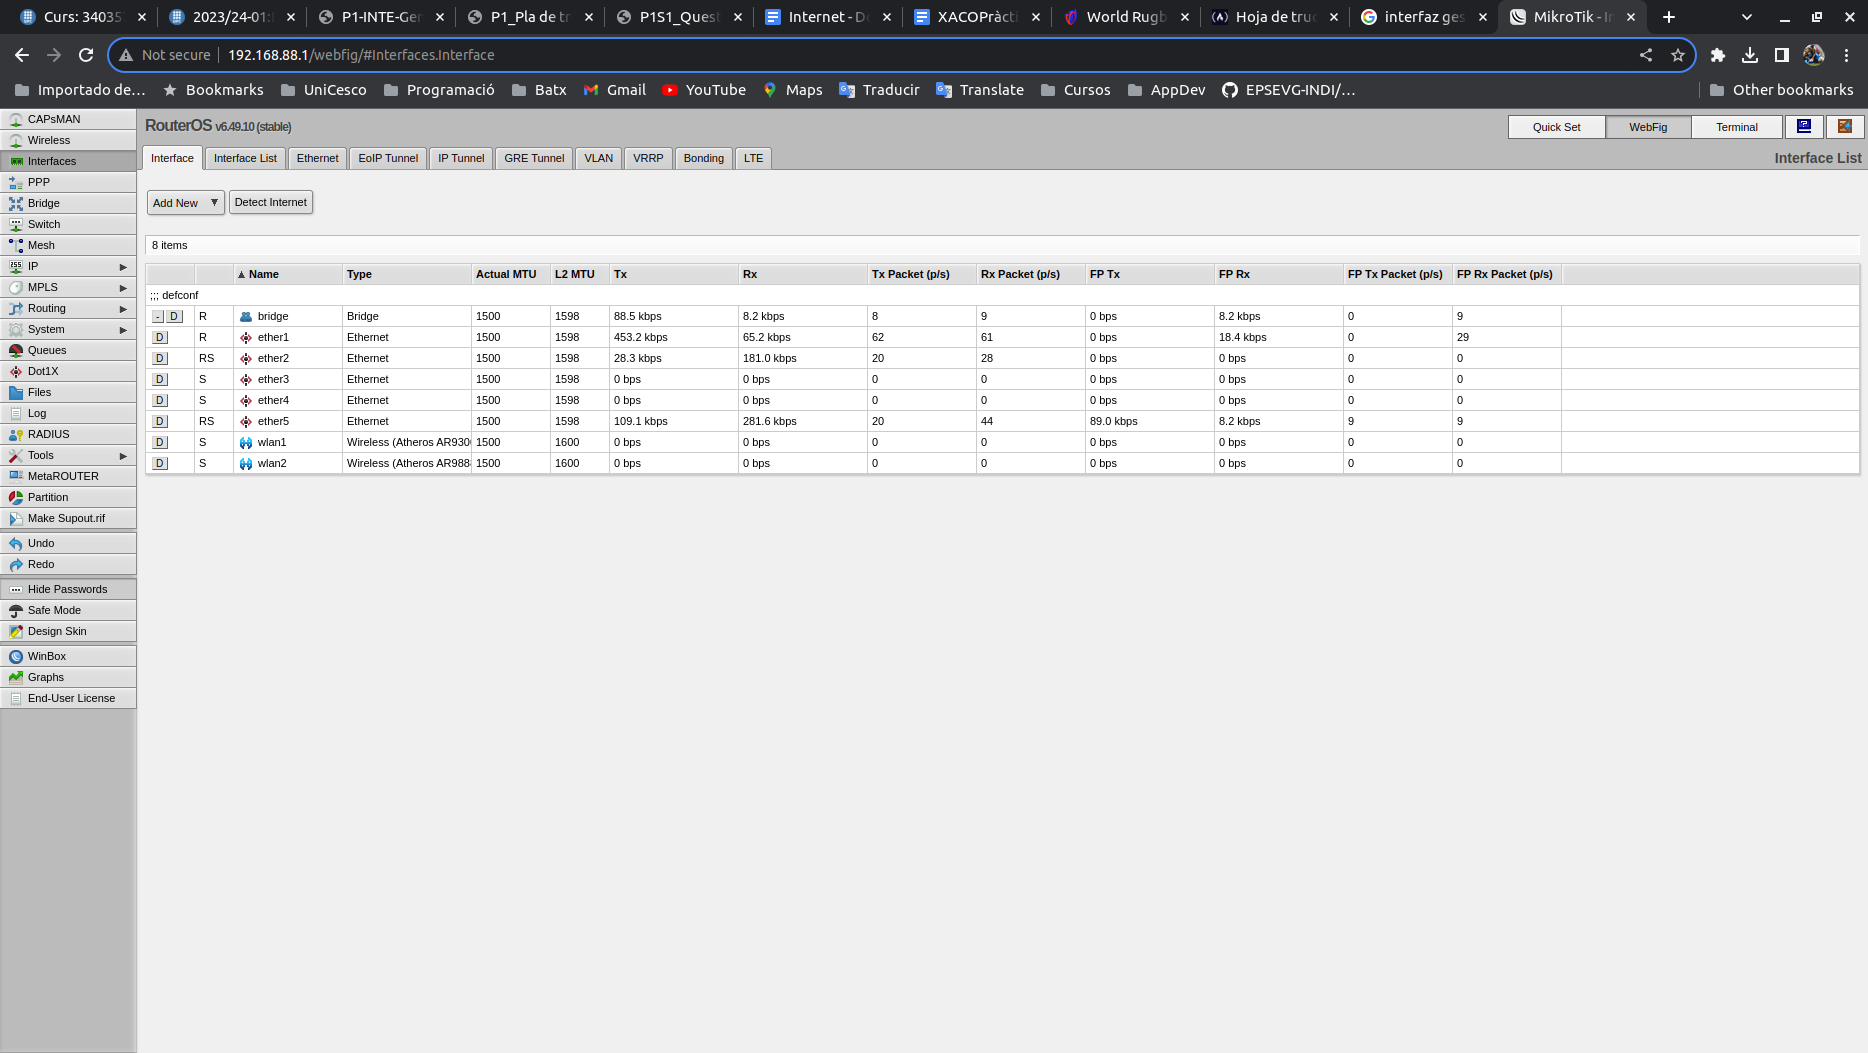 Curs: 34035
2023/24-01:
P1-INTE-Ger
P1_Pla de tr
P1S1_Quest
Internet - D
XACOPràcti
World Rugb
Hoja de truc
interfaz ges
MikroTik - In
Not secure 192.168.88.1/webfig/#Interfaces.Interface
Importado de... Bookmarks UniCesco Programació Batx Gmail YouTube Maps Traducir Translate Cursos AppDev EPSEVG-INDI/... Other bookmarks
CAPsMAN
Wireless
Interfaces
PPP
Bridge
Switch
Mesh
IP
MPLS
Routing
System
Queues
Dot1X
Files
Log
RADIUS
Tools
MetaROUTER
Partition
Make Supout.rif
Undo
Redo
Hide Passwords
Safe Mode
Design Skin
WinBox
Graphs
End-User License
RouterOS v6.49.10 (stable)
Quick Set WebFig Terminal
Interface Interface List Ethernet EoIP Tunnel IP Tunnel GRE Tunnel VLAN VRRP Bonding LTE Interface List
Add New ▼ Detect Internet
8 items
▲ Name Type Actual MTU L2 MTU Tx Rx Tx Packet (p/s) Rx Packet (p/s) FP Tx FP Rx FP Tx Packet (p/s) FP Rx Packet (p/s)
;;; defconf
- D R bridge Bridge 1500 1598 88.5 kbps 8.2 kbps 8 9 0 bps 8.2 kbps 0 9
D R ether1 Ethernet 1500 1598 453.2 kbps 65.2 kbps 62 61 0 bps 18.4 kbps 0 29
D RS ether2 Ethernet 1500 1598 28.3 kbps 181.0 kbps 20 28 0 bps 0 bps 0 0
D S ether3 Ethernet 1500 1598 0 bps 0 bps 0 0 0 bps 0 bps 0 0
D S ether4 Ethernet 1500 1598 0 bps 0 bps 0 0 0 bps 0 bps 0 0
D RS ether5 Ethernet 1500 1598 109.1 kbps 281.6 kbps 20 44 89.0 kbps 8.2 kbps 9 9
D S wlan1 Wireless (Atheros AR930 1500 1600 0 bps 0 bps 0 0 0 bps 0 bps 0 0
D S wlan2 Wireless (Atheros AR988 1500 1600 0 bps 0 bps 0 0 0 bps 0 bps 0 0